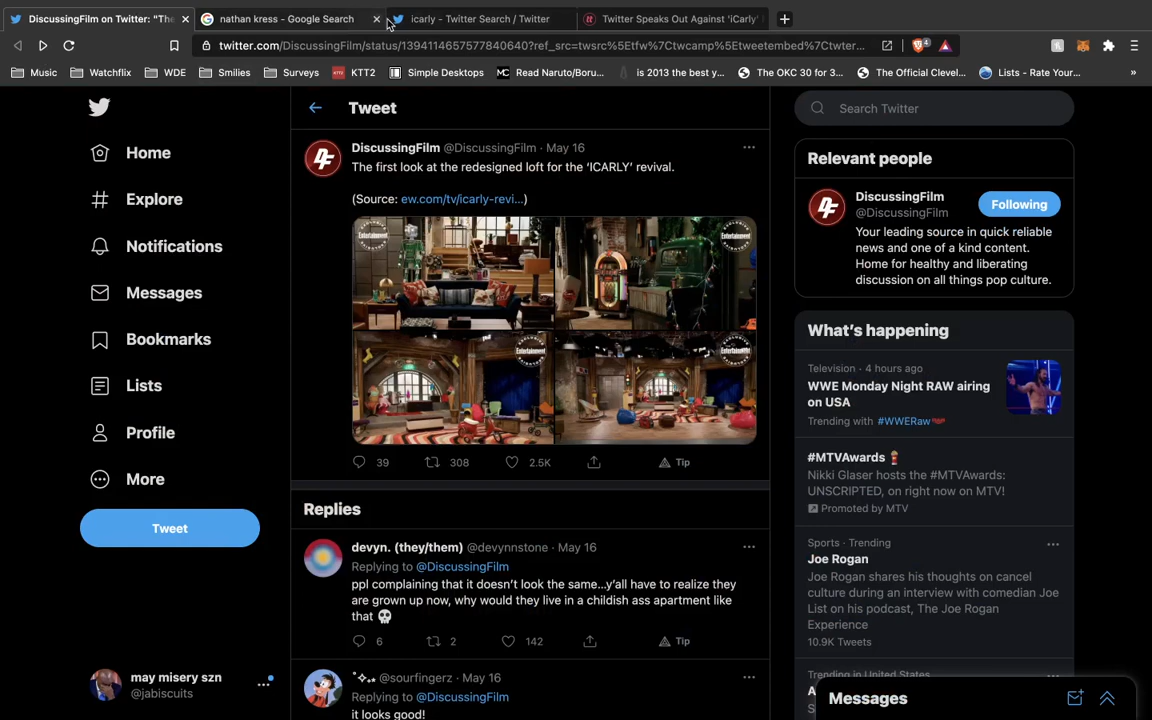 DiscussingFilm on Twitter: "The
nathan kress - Google Search
icarly - Twitter Search / Twitter
Twitter Speaks Out Against 'iCarly'
twitter.com/DiscussingFilm/status/1394114657577840640?ref_src=twsrc%5Etfw%7Ctwcamp%5Etweetembed%7Ctwter...
4
Music
Watchflix
WDE
Smilies
Surveys
KTT KTT2
Simple Desktops
Read Naruto/Boru...
is 2013 the best y...
The OKC 30 for 3...
The Official Clevel...
Lists - Rate Your...
»
Home
Explore
Notifications
Messages
Bookmarks
Lists
Profile
More
Tweet
may misery szn
@jabiscuits
Tweet
DiscussingFilm @DiscussingFilm · May 16
The first look at the redesigned loft for the 'ICARLY' revival.
(Source: ew.com/tv/icarly-revi...)
Entertainment
Entertainment
Entertainment
Entertainment
39
308
2.5K
Tip
Replies
devyn. (they/them) @devynnstone · May 16
Replying to @DiscussingFilm
ppl complaining that it doesn't look the same...y'all have to realize they
are grown up now, why would they live in a childish ass apartment like
that 💀
6
2
142
Tip
@sourfingerz · May 16
Replying to @DiscussingFilm
it looks good!
Search Twitter
Relevant people
DiscussingFilm
@DiscussingFilm
Following
Your leading source in quick reliable
news and one of a kind content.
Home for healthy and liberating
discussion on all things pop culture.
What's happening
Television · 4 hours ago
WWE Monday Night RAW airing
on USA
Trending with #WWERaw
#MTVAwards
Nikki Glaser hosts the #MTVAwards:
UNSCRIPTED, on right now on MTV!
Promoted by MTV
Sports · Trending
Joe Rogan
Joe Rogan shares his thoughts on cancel
culture during an interview with comedian Joe
List on his podcast, The Joe Rogan
Experience
10.9K Tweets
Trending in United States
Messages